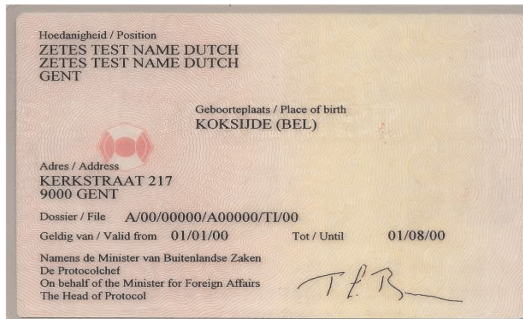 Hoedanigheid / Position
ZETES TEST NAME DUTCH
ZETES TEST NAME DUTCH
GENT
Geboorteplaats / Place of birth
KOKSIJDE (BEL)
Adres / Address
KERKSTRAAT 217
9000 GENT
Dossier / File A/00/00000/A00000/TI/00
Geldig van / Valid from 01/01/00 Tot / Until 01/08/00
Namens de Minister van Buitenlandse Zaken
De Protocolchef
On behalf of the Minister for Foreign Affairs
The Head of Protocol